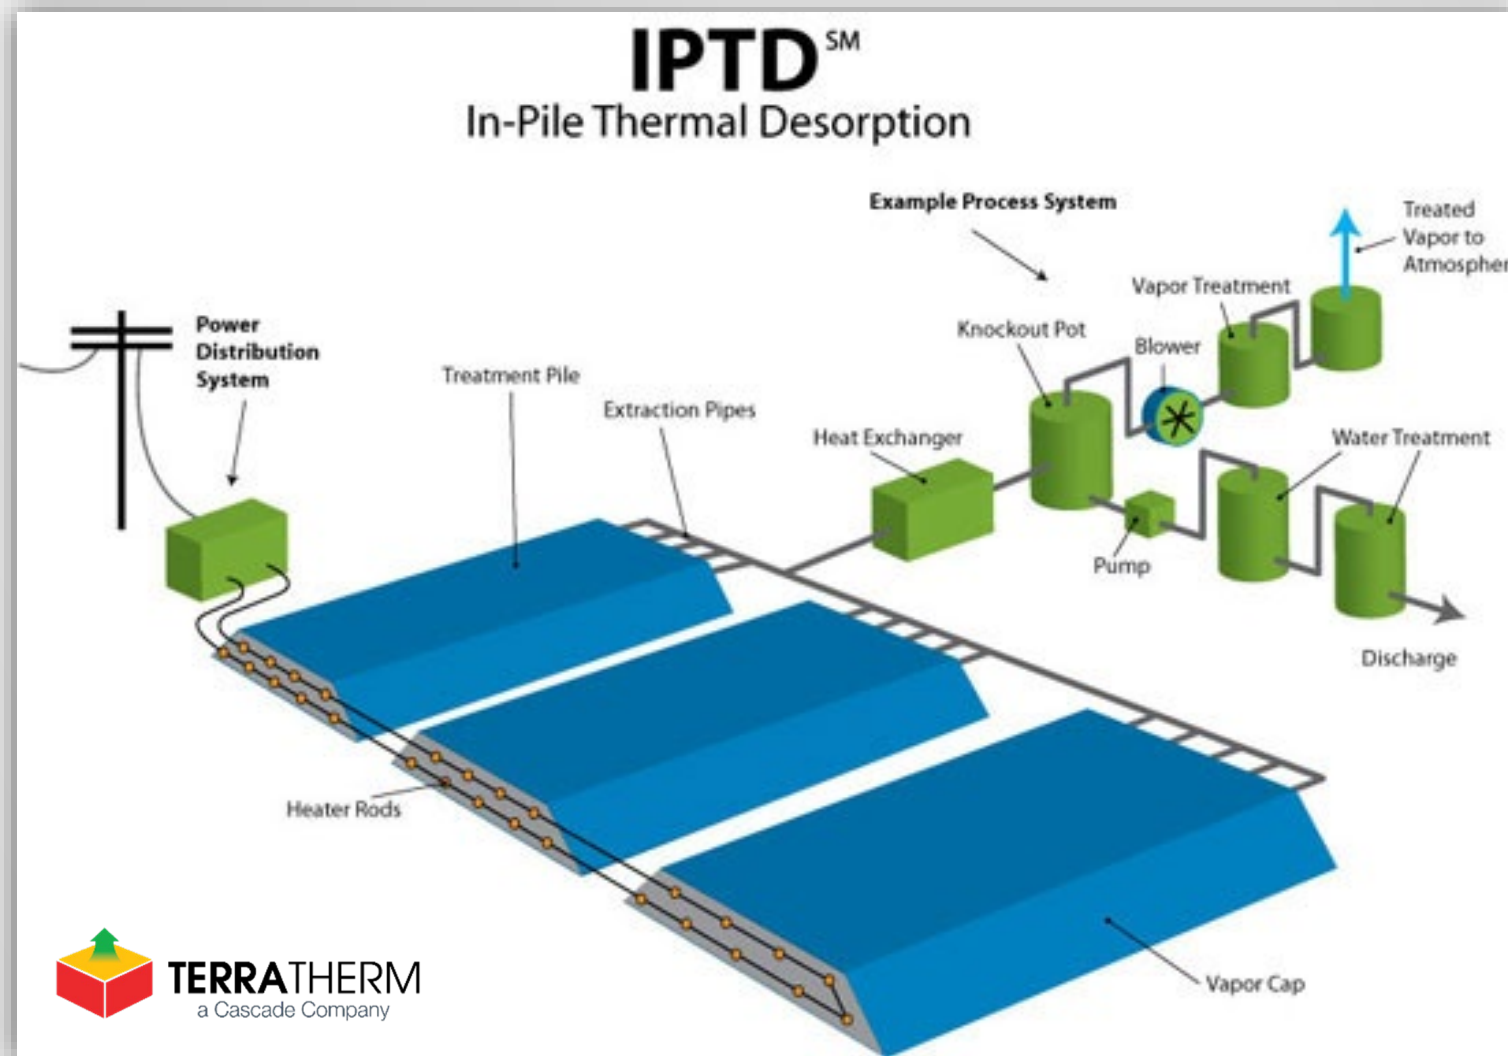 IPTD SM
In-Pile Thermal Desorption
Example Process System
Treated
Vapor to
Atmospher
Vapor Treatment
Knockout Pot
Blower
Power
Distribution
System
Treatment Pile
Extraction Pipes
Heat Exchanger
Water Treatment
Pump
Discharge
Heater Rods
Vapor Cap
TERRATHERM
a Cascade Company